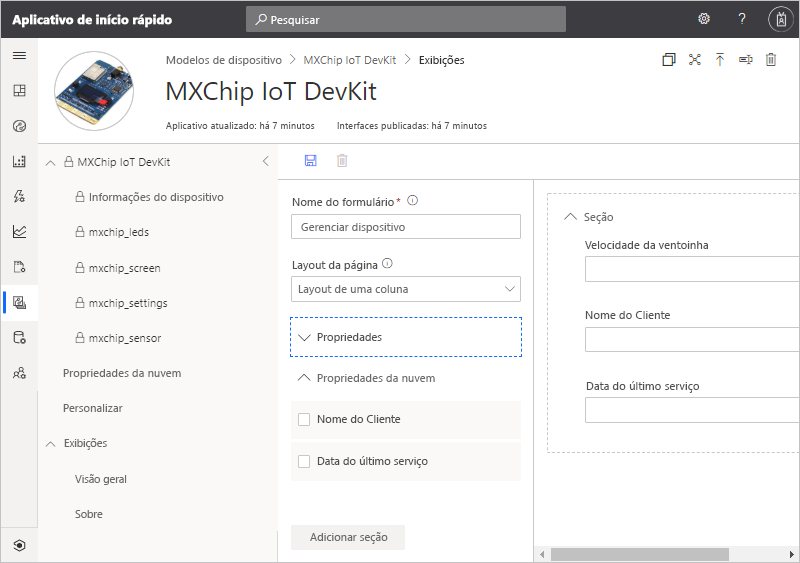 Aplicativo de início rápido
Pesquisar
?
Modelos de dispositivo > MXChip IoT DevKit > Exibições
MXChip IoT DevKit
Aplicativo atualizado: há 7 minutos
Interfaces publicadas: há 7 minutos
MXChip IoT DevKit
Informações do dispositivo
mxchip_leds
mxchip_screen
mxchip_settings
mxchip_sensor
Propriedades da nuvem
Personalizar
Exibições
Visão geral
Sobre
Nome do formulário*
Gerenciar dispositivo
Layout da página
Layout de uma coluna
Propriedades
Propriedades da nuvem
Nome do Cliente
Data do último serviço
Adicionar seção
Seção
Velocidade da ventoinha
Nome do Cliente
Data do último serviço